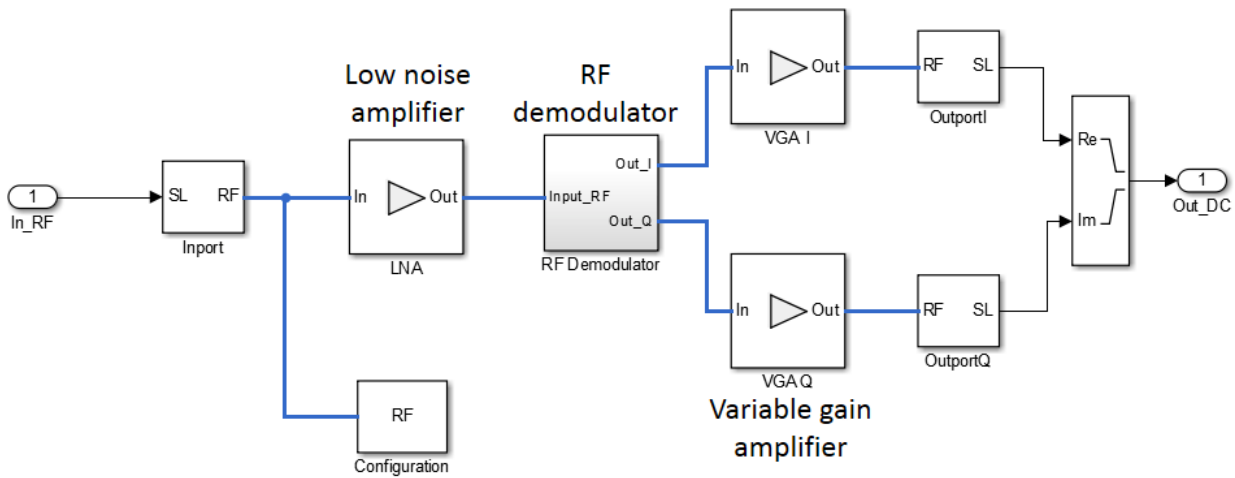 Low noise
amplifier
RF
demodulator
1
In_RF
SL RF
Inport
In Out
LNA
Input_RF
Out_I
Out_Q
RF Demodulator
In Out
VGA I
RF SL
OutportI
In Out
VGA Q
Variable gain
amplifier
RF SL
OutportQ
Re
Im
1
Out_DC
RF
Configuration